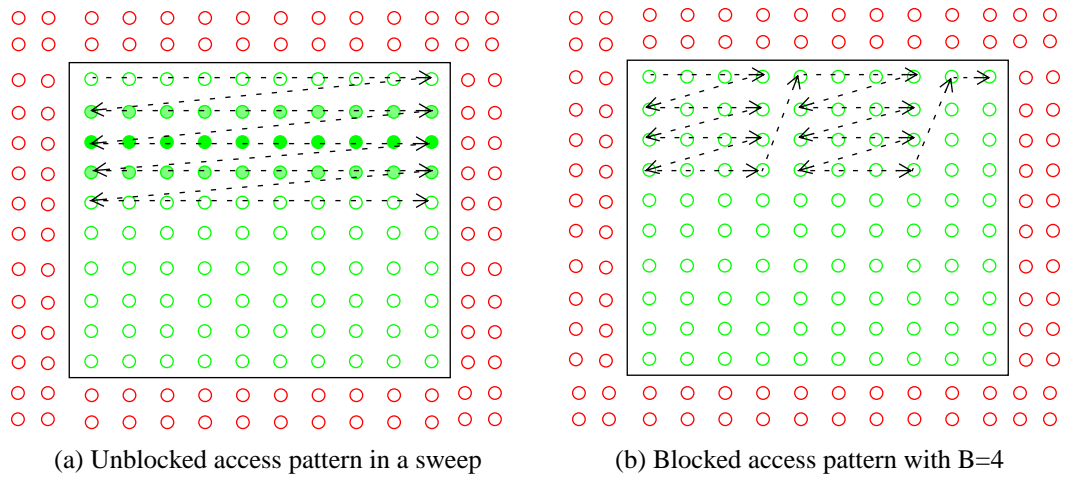 (a) Unblocked access pattern in a sweep
(b) Blocked access pattern with B=4